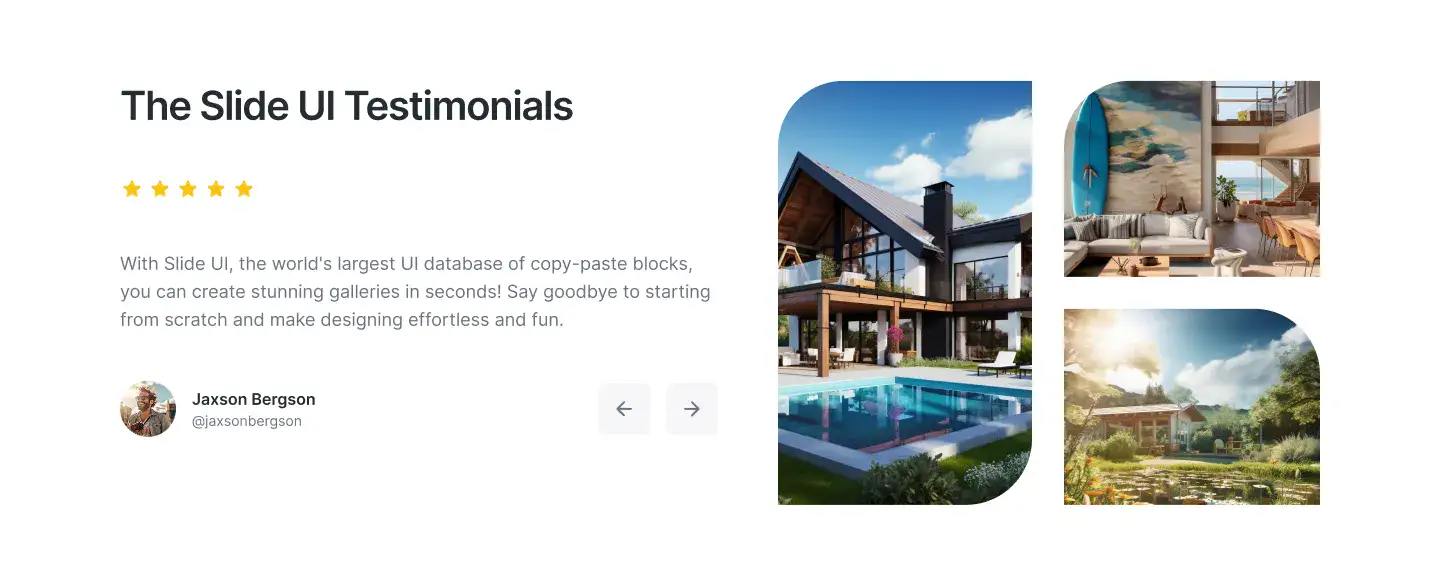 The Slide UI Testimonials
With Slide UI, the world's largest UI database of copy-paste blocks,
you can create stunning galleries in seconds! Say goodbye to starting
from scratch and make designing effortless and fun.
Jaxson Bergson
@jaxsonbergson